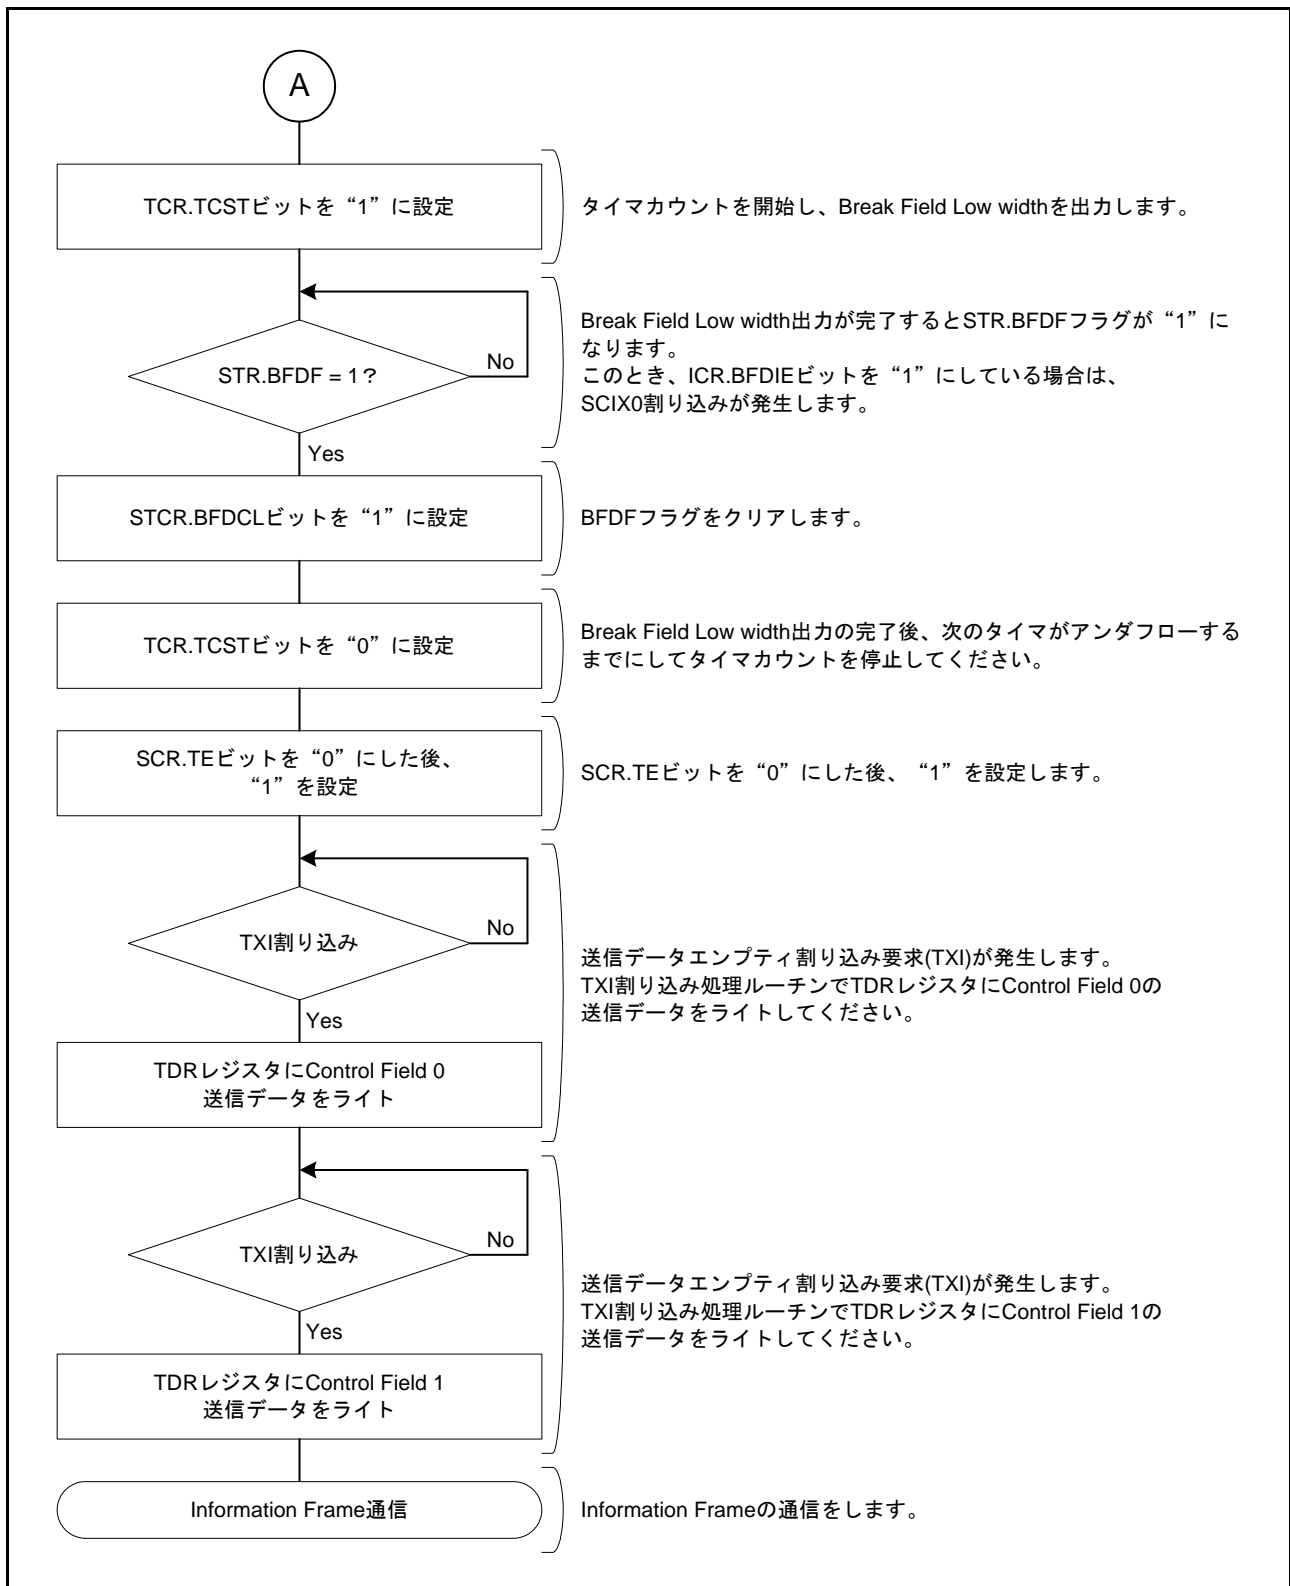 A
TCR.TCSTビットを“1”に設定
タイマカウントを開始し、Break Field Low widthを出力します。
STR.BFDF = 1？
No
Yes
Break Field Low width出力が完了するとSTR.BFDFフラグが“1”に
なります。
このとき、ICR.BFDIEビットを“1”にしている場合は、
SCIX0割り込みが発生します。
STCR.BFDCLビットを“1”に設定
BFDFフラグをクリアします。
TCR.TCSTビットを“0”に設定
Break Field Low width出力の完了後、次のタイマがアンダフローする
までにしてタイマカウントを停止してください。
SCR.TEビットを“0”にした後、
“1”を設定
SCR.TEビットを“0”にした後、“1”を設定します。
TXI割り込み
No
Yes
TDRレジスタにControl Field 0
送信データをライト
送信データエンプティ割り込み要求(TXI)が発生します。
TXI割り込み処理ルーチンでTDRレジスタにControl Field 0の
送信データをライトしてください。
TXI割り込み
No
Yes
TDRレジスタにControl Field 1
送信データをライト
送信データエンプティ割り込み要求(TXI)が発生します。
TXI割り込み処理ルーチンでTDRレジスタにControl Field 1の
送信データをライトしてください。
Information Frame通信
Information Frameの通信をします。